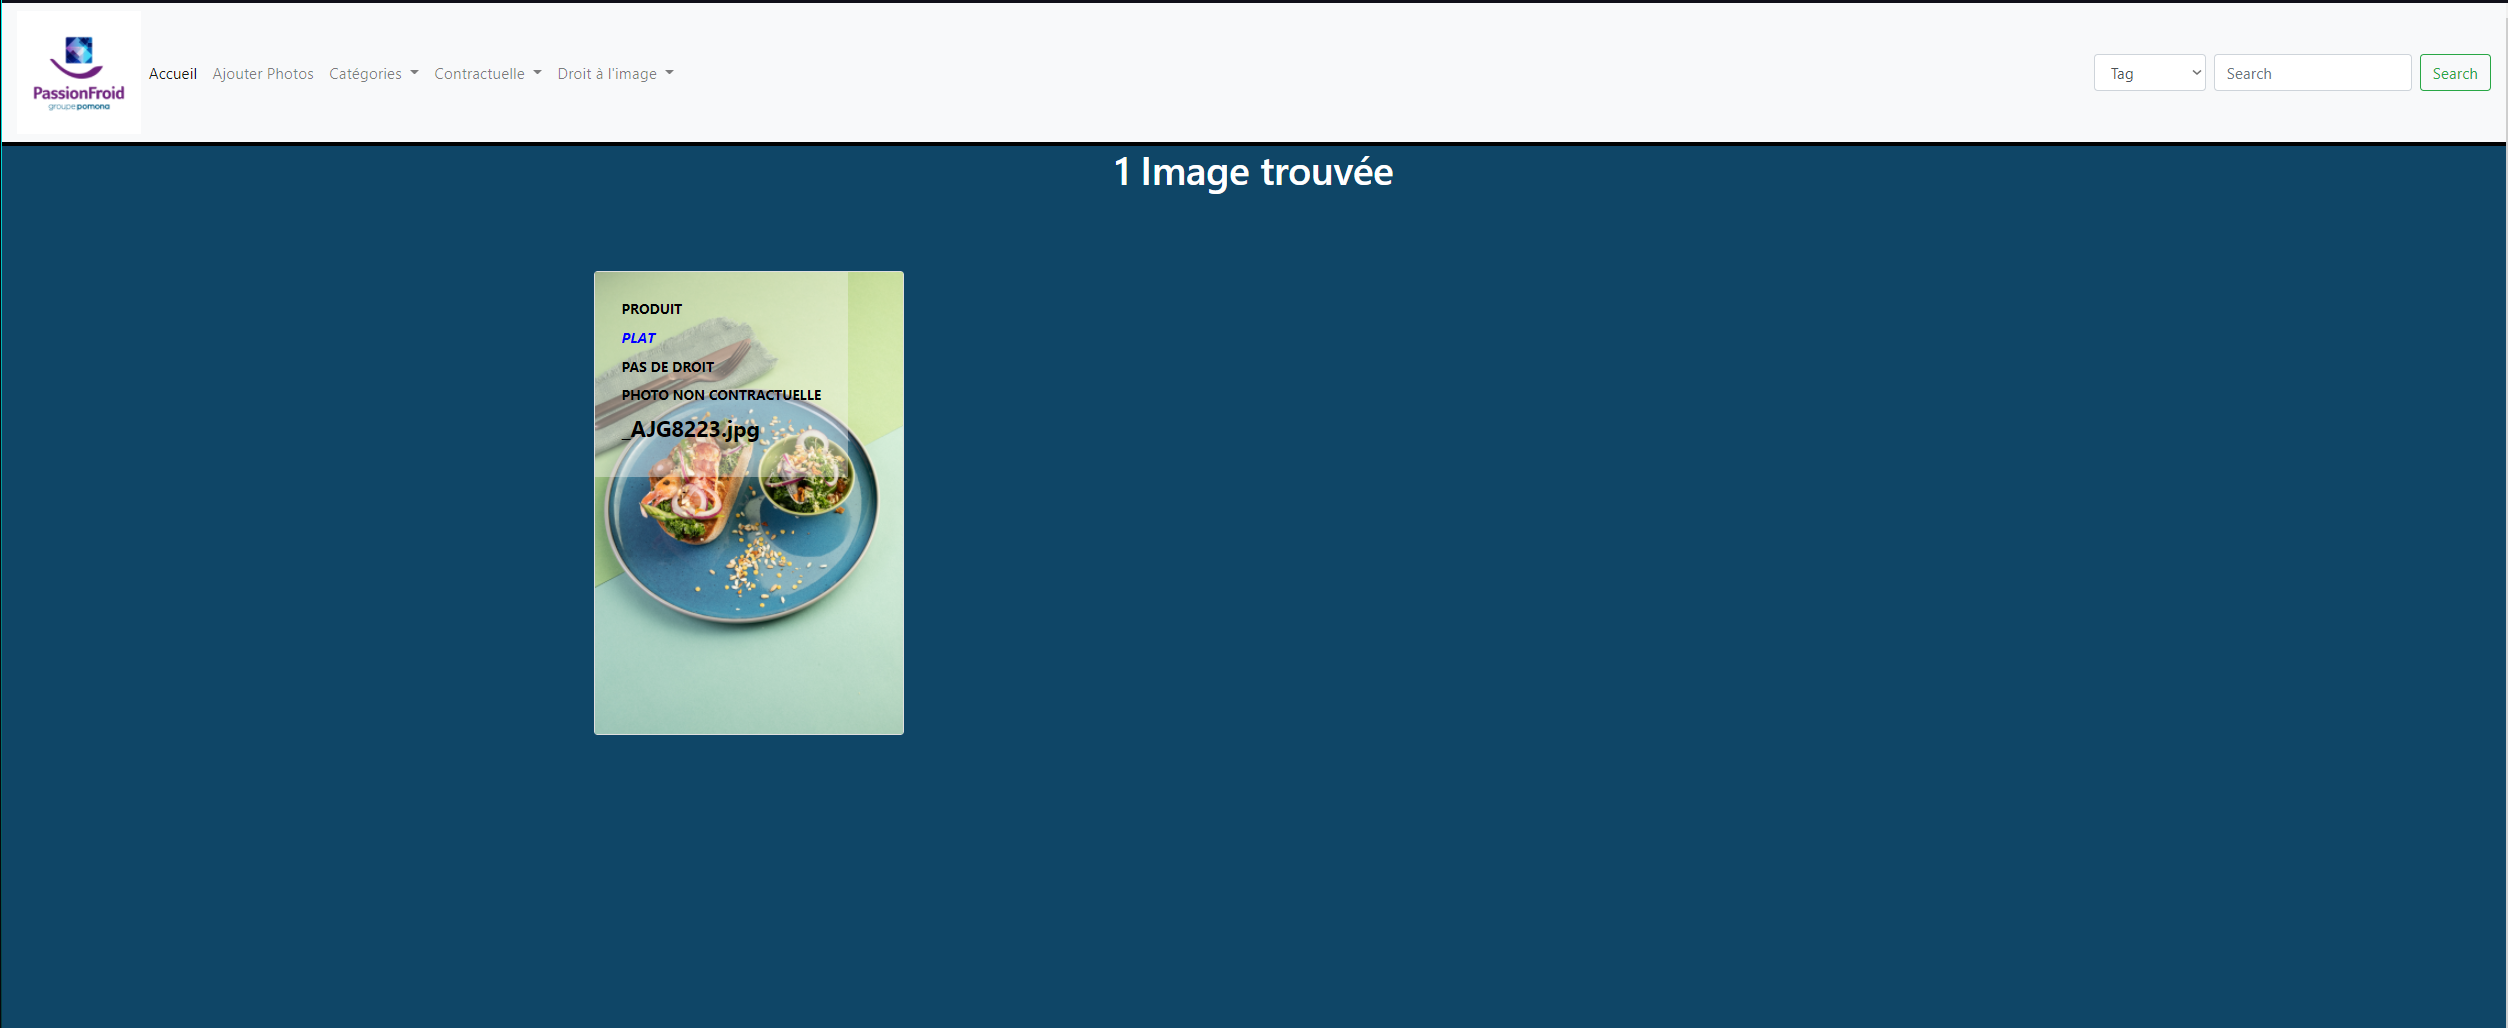 PassionFroid
groupe pomona
Accueil Ajouter Photos Catégories Contractuelle Droit à l'image Tag Search Search
1 Image trouvée
PRODUIT
PLAT
PAS DE DROIT
PHOTO NON CONTRACTUELLE
_AJG8223.jpg